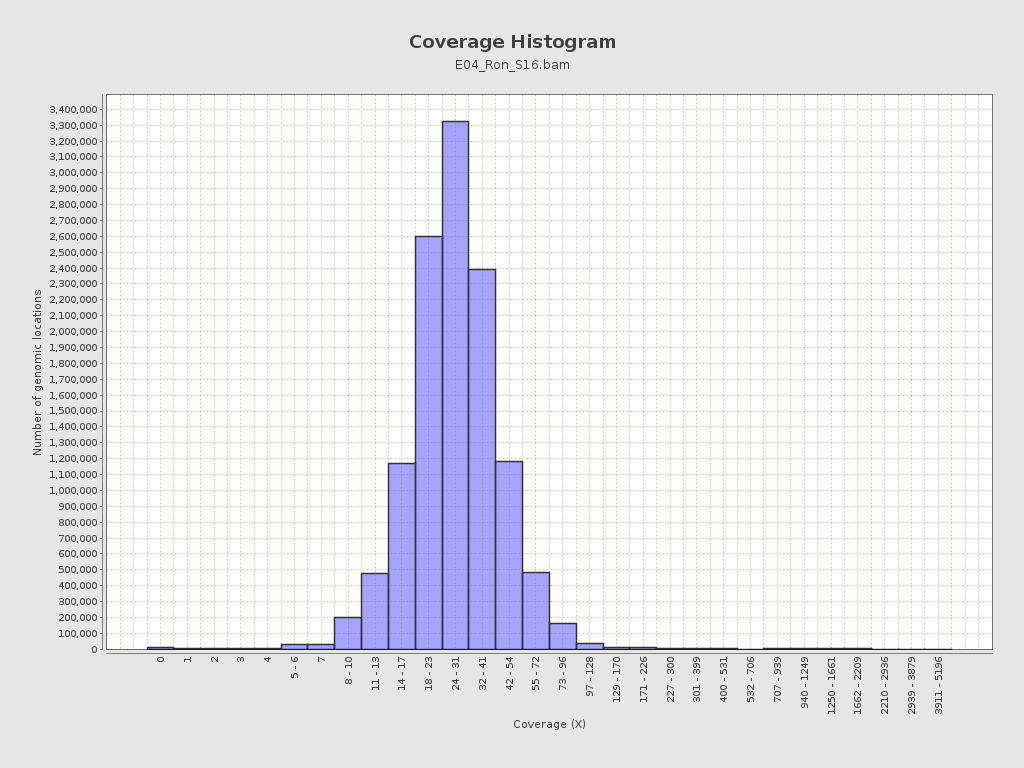 Coverage Histogram
E04_Ron_S16.bam
Number of genomic locations
3,400,000
3,300,000
3,200,000
3,100,000
3,000,000
2,900,000
2,800,000
2,700,000
2,600,000
2,500,000
2,400,000
2,300,000
2,200,000
2,100,000
2,000,000
1,900,000
1,800,000
1,700,000
1,600,000
1,500,000
1,400,000
1,300,000
1,200,000
1,100,000
1,000,000
900,000
800,000
700,000
600,000
500,000
400,000
300,000
200,000
100,000
0
0
1
2
3
4
5 - 6
7
8 - 10
11 - 13
14 - 17
18 - 23
24 - 31
32 - 41
42 - 54
55 - 72
73 - 96
97 - 128
129 - 170
171 - 226
227 - 300
301 - 399
400 - 531
532 - 706
707 - 939
940 - 1249
1250 - 1661
1662 - 2209
2210 - 2936
2939 - 3879
3911 - 5196
Coverage (X)